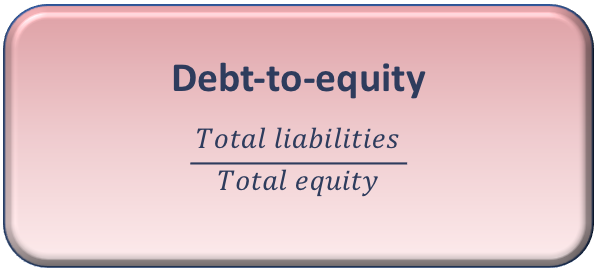 Debt-to-equity
Total liabilities
Total equity